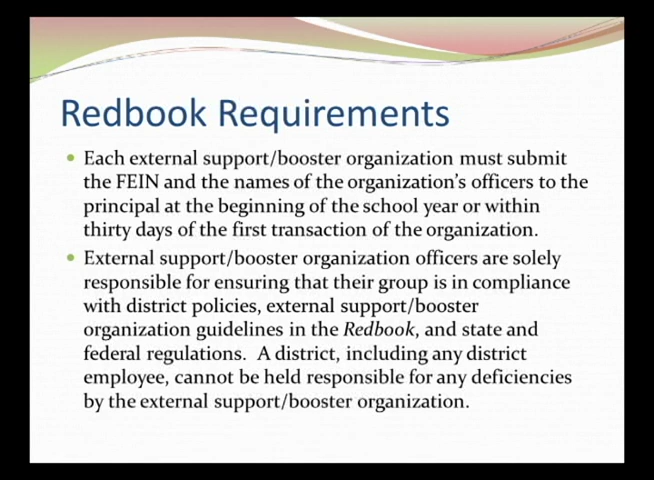 Redbook Requirements
• Each external support/booster organization must submit
the FEIN and the names of the organization's officers to the
principal at the beginning of the school year or within
thirty days of the first transaction of the organization.
• External support/booster organization officers are solely
responsible for ensuring that their group is in compliance
with district policies, external support/booster
organization guidelines in the Redbook, and state and
federal regulations.  A district, including any district
employee, cannot be held responsible for any deficiencies
by the external support/booster organization.